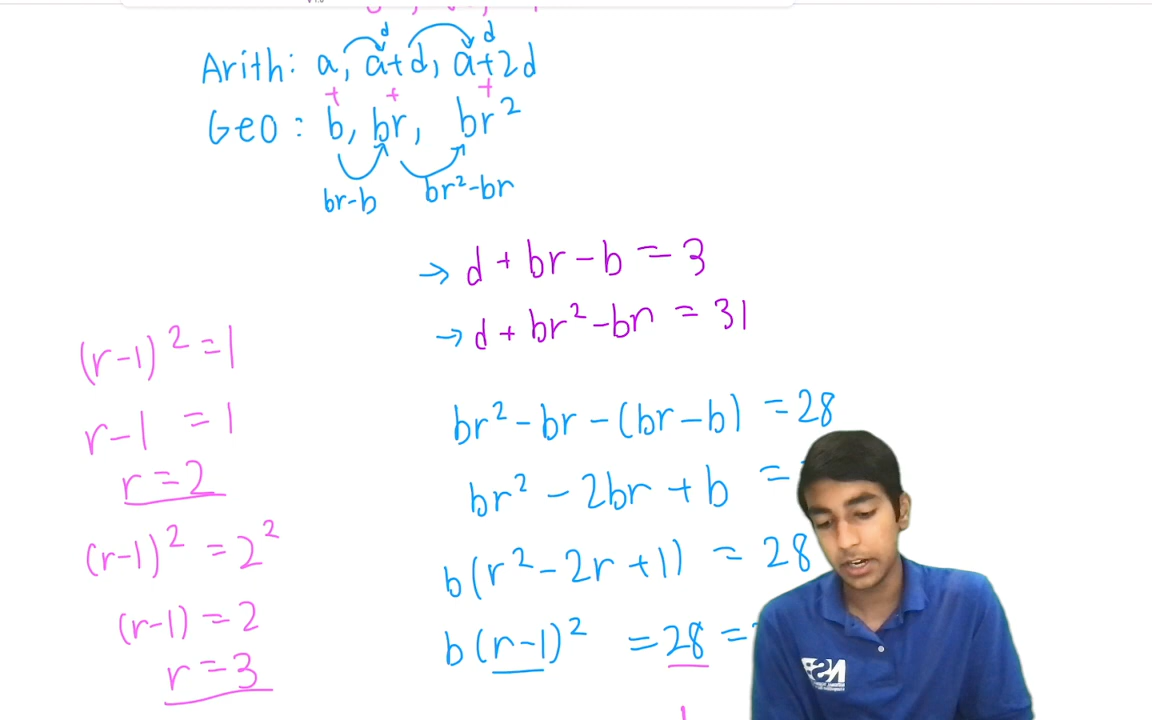 d d
Arith: a, a+d, a+2d
+ + +
Geo: b, br, br²
br-b br²-br
→ d + br - b = 3
→ d + br² - br = 31
(r-1)² = 1
r-1 = 1
r = 2
(r-1)² = 2²
(r-1) = 2
r = 3
br² - br - (br - b) = 28
br² - 2br + b =
b(r² - 2r + 1) = 28
b(r-1)² = 28 =